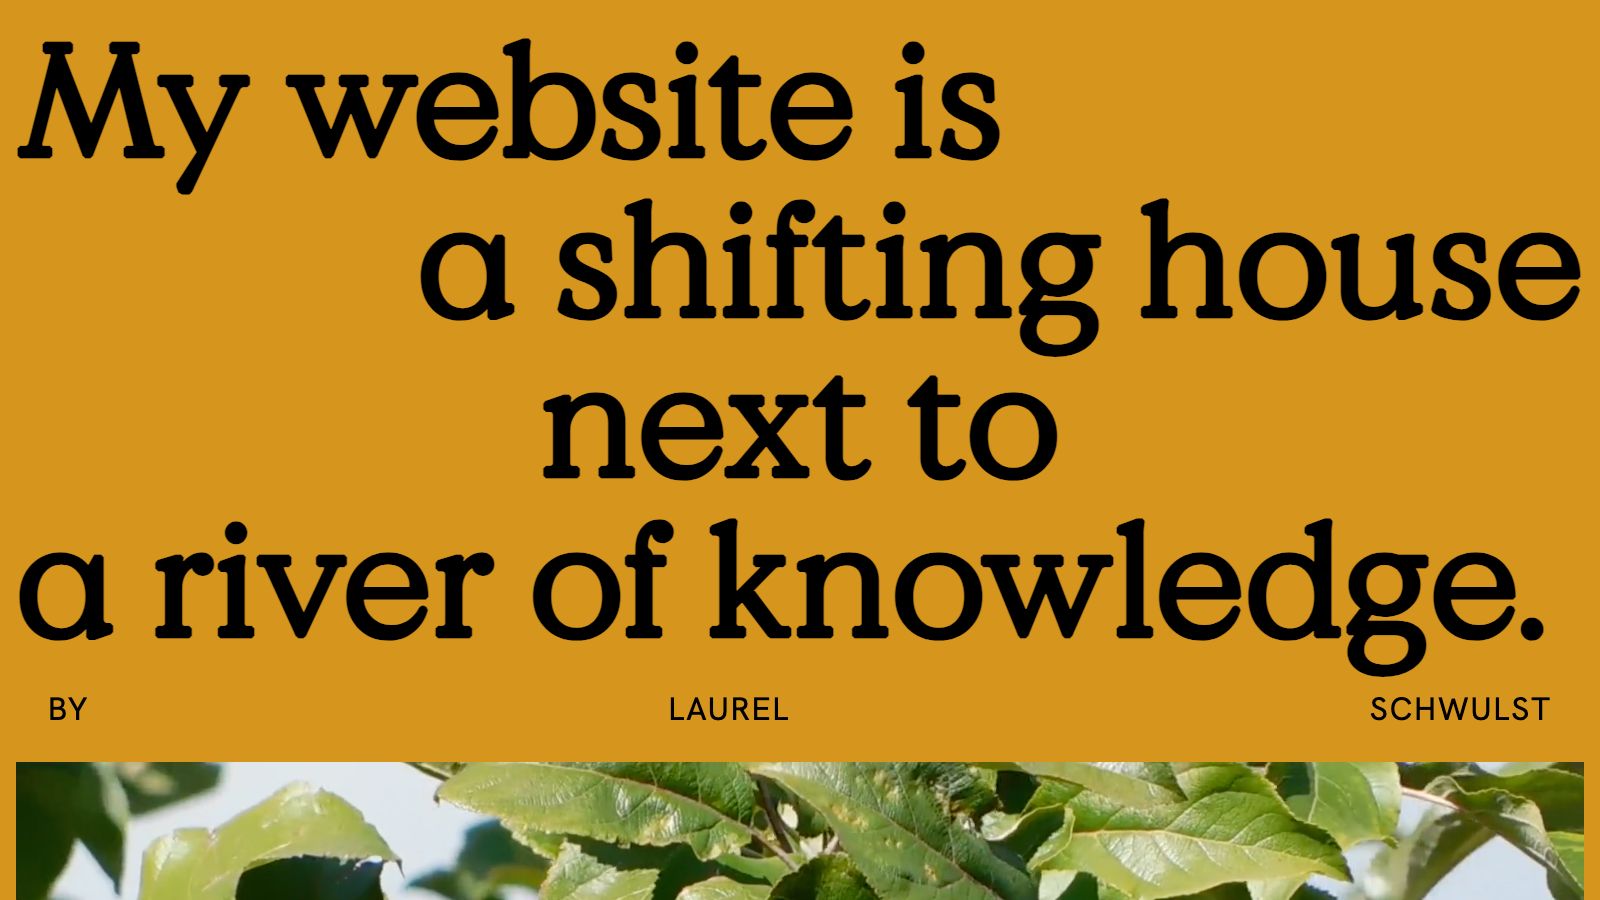 My website is
a shifting house
next to
a river of knowledge.
BY LAUREL SCHWULST